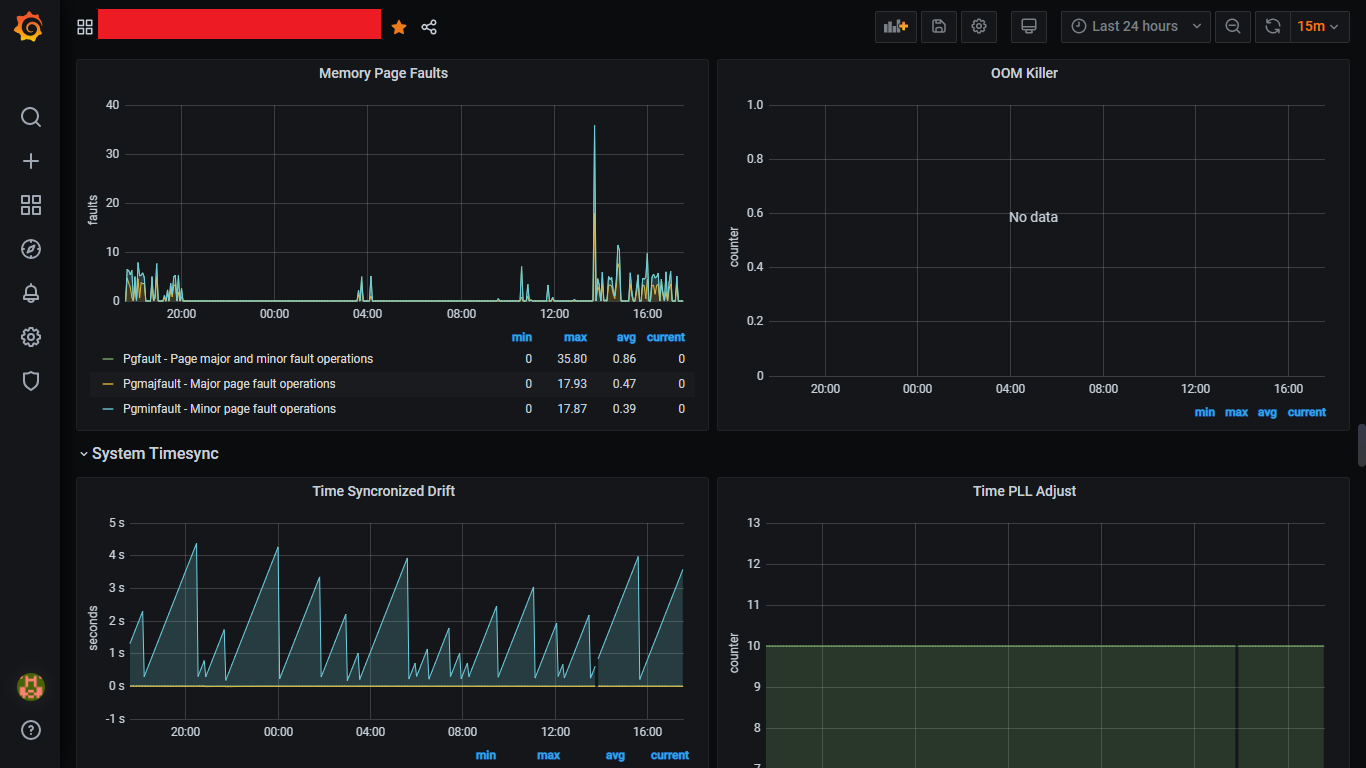 Last 24 hours 15m
Memory Page Faults
40
30
20
10
0
faults
20:00 00:00 04:00 08:00 12:00 16:00
min max avg current
Pgfault - Page major and minor fault operations 0 35.80 0.86 0
Pgmajfault - Major page fault operations 0 17.93 0.47 0
Pgminfault - Minor page fault operations 0 17.87 0.39 0
OOM Killer
1.0
0.8
0.6
0.4
0.2
0
counter
No data
20:00 00:00 04:00 08:00 12:00 16:00
min max avg current
System Timesync
Time Syncronized Drift
5 s
4 s
3 s
2 s
1 s
0 s
-1 s
seconds
20:00 00:00 04:00 08:00 12:00 16:00
min max avg current
Time PLL Adjust
13
12
11
10
9
8
7
counter